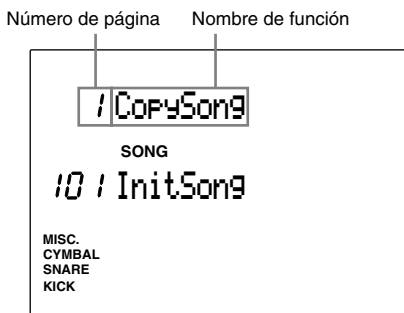 Número de página Nombre de función
1 CopySong
SONG
101 InitSong
MISC.
CYMBAL
SNARE
KICK